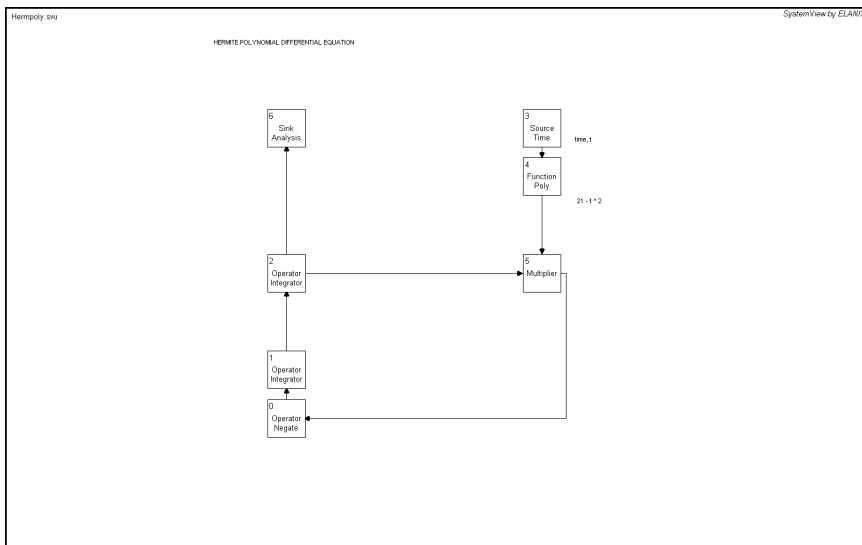 Hermpoly.svu
SystemView by ELANIX
HERMITE POLYNOMIAL DIFFERENTIAL EQUATION
6
Sink
Analysis
3
Source
Time
time,t
4
Function
Poly
21 - t ^ 2
2
Operator
Integrator
5
Multiplier
1
Operator
Integrator
0
Operator
Negate